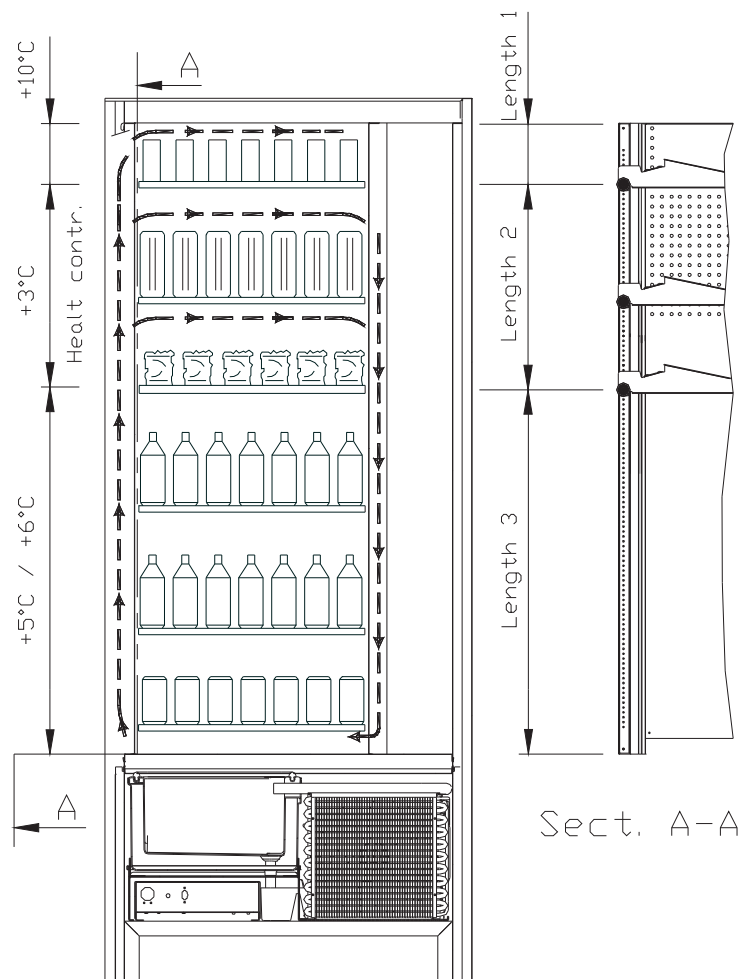 +10°C
A
Length 1
+3°C
Healt contr.
Length 2
+5°C / +6°C
Length 3
A
Sect. A-A